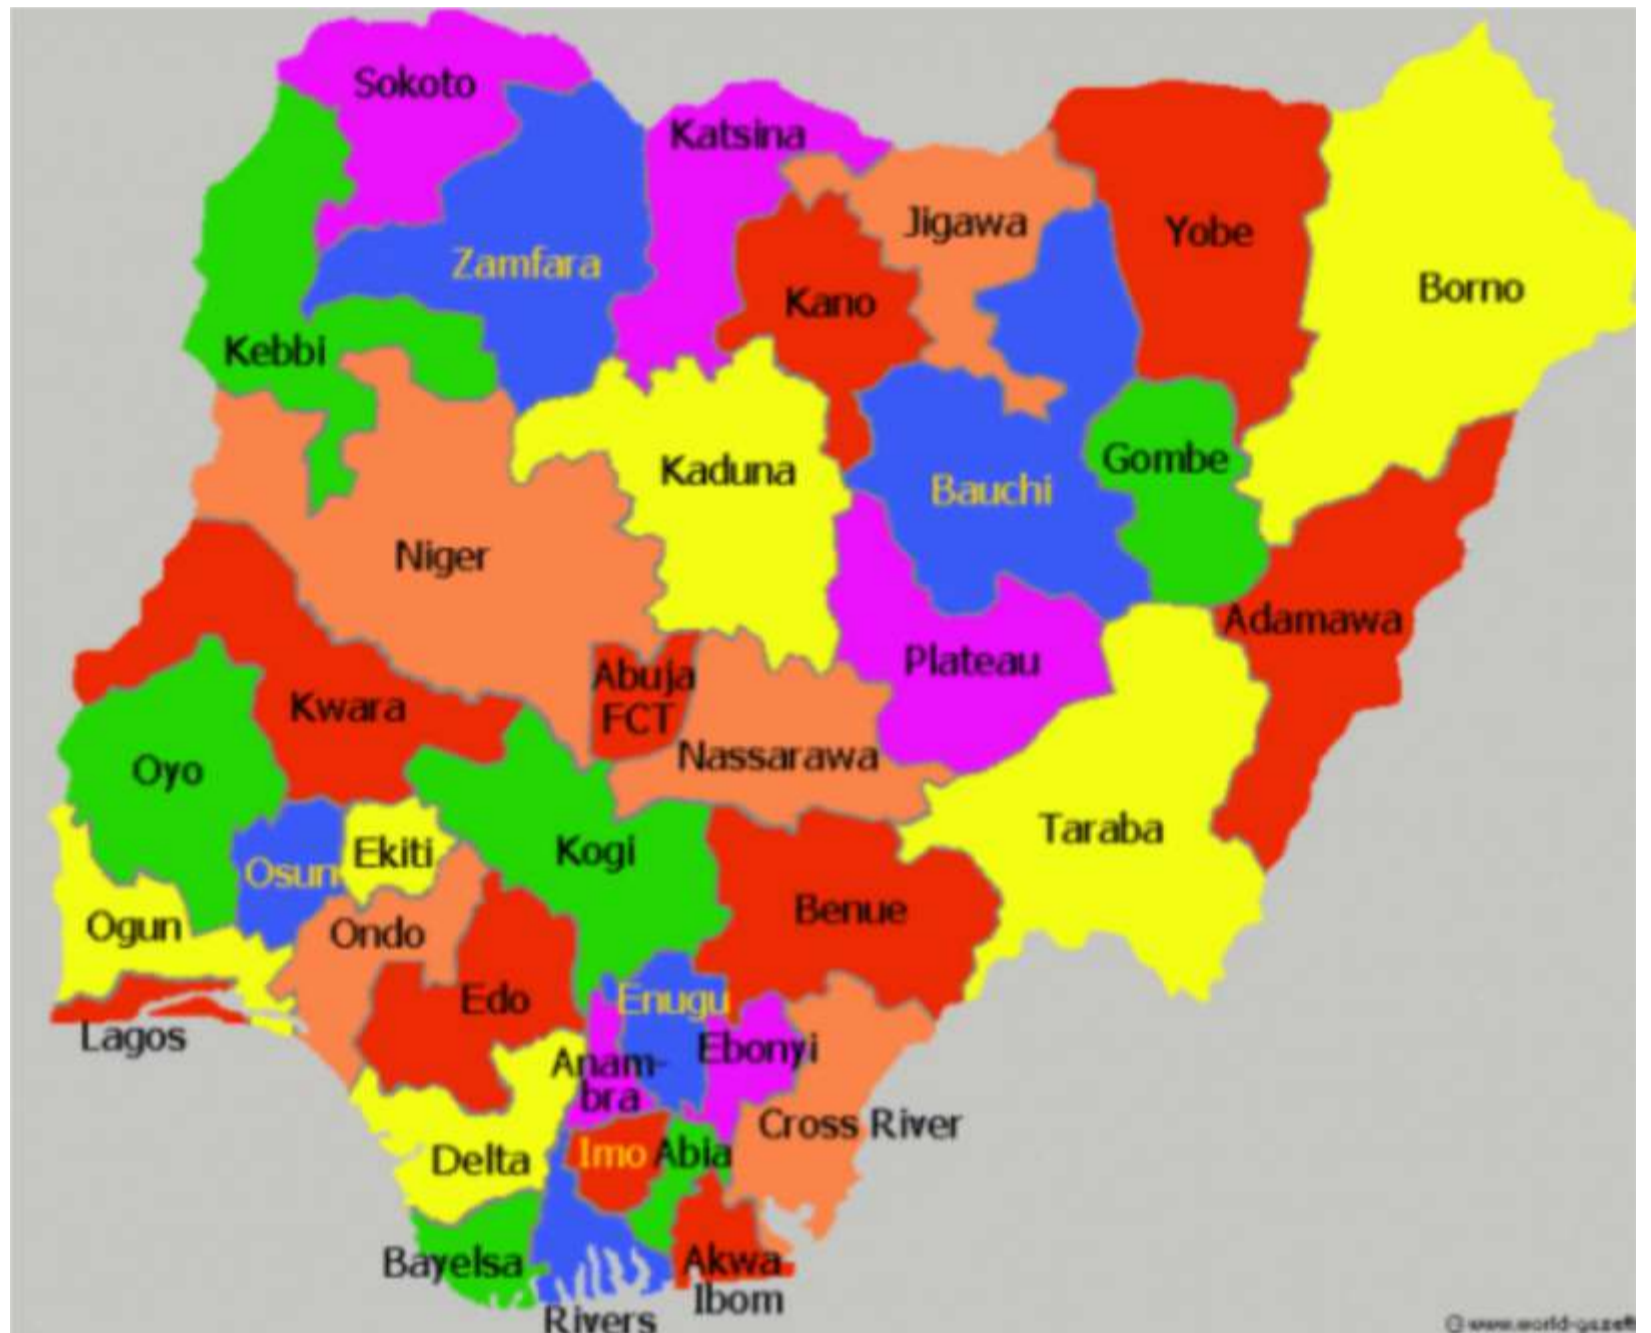 Sokoto
Katsina
Jigawa
Yobe
Zamfara
Borno
Kano
Kebbi
Gombe
Kaduna
Bauchi
Niger
Adamawa
Plateau
Abuja
FCT
Kwara
Nassarawa
Oyo
Taraba
Kogi
Ekiti
Osun
Benue
Ogun
Ondo
Edo
Enugu
Lagos
Ebonyi
Anam-
bra
Cross River
Imo
Abia
Delta
Bayelsa
Akwa
Ibom
Rivers